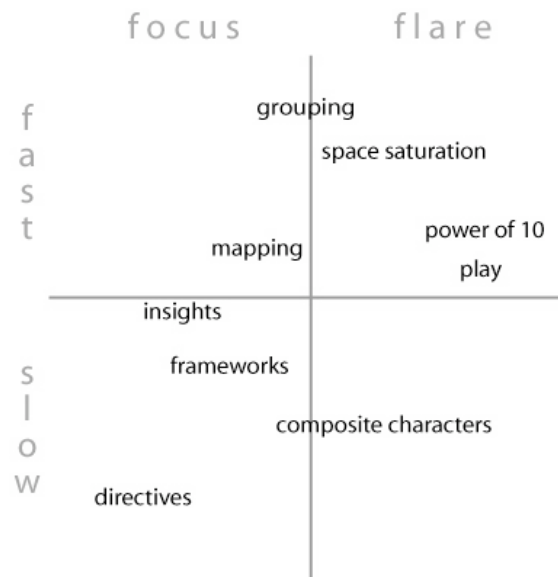 focus
flare
fast
grouping
space saturation
power of 10
mapping
play
insights
slow
frameworks
composite characters
directives